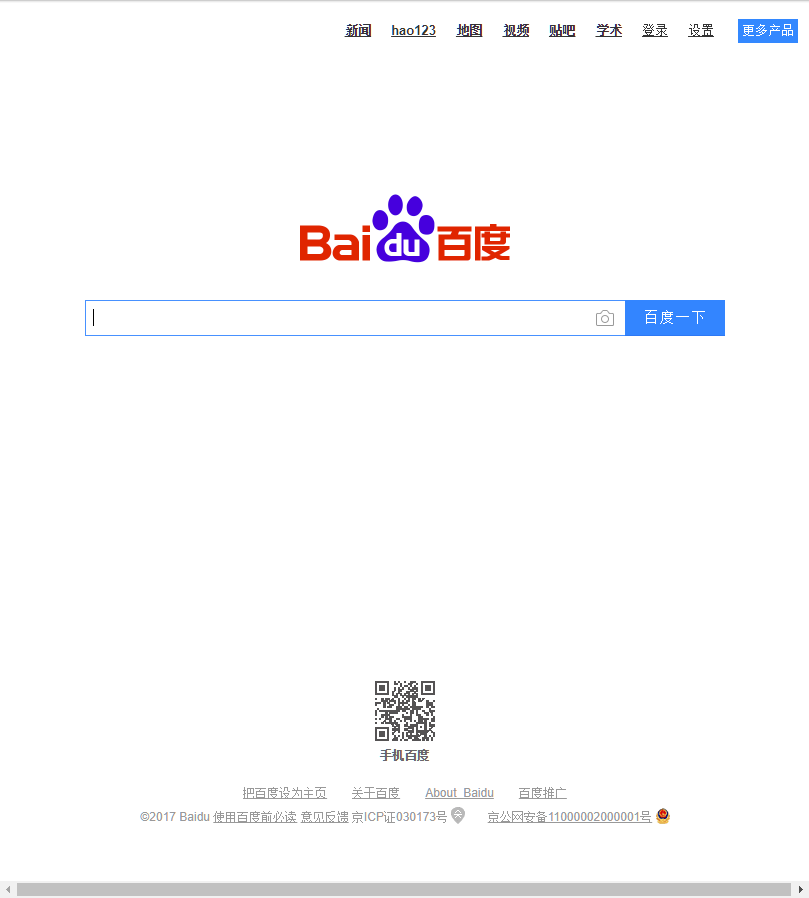 新闻 hao123 地图 视频 贴吧 学术 登录 设置 更多产品
Bai du 百度
百度一下
手机百度
把百度设为主页 关于百度 About Baidu 百度推广
©2017 Baidu 使用百度前必读 意见反馈 京ICP证030173号 京公网安备11000002000001号